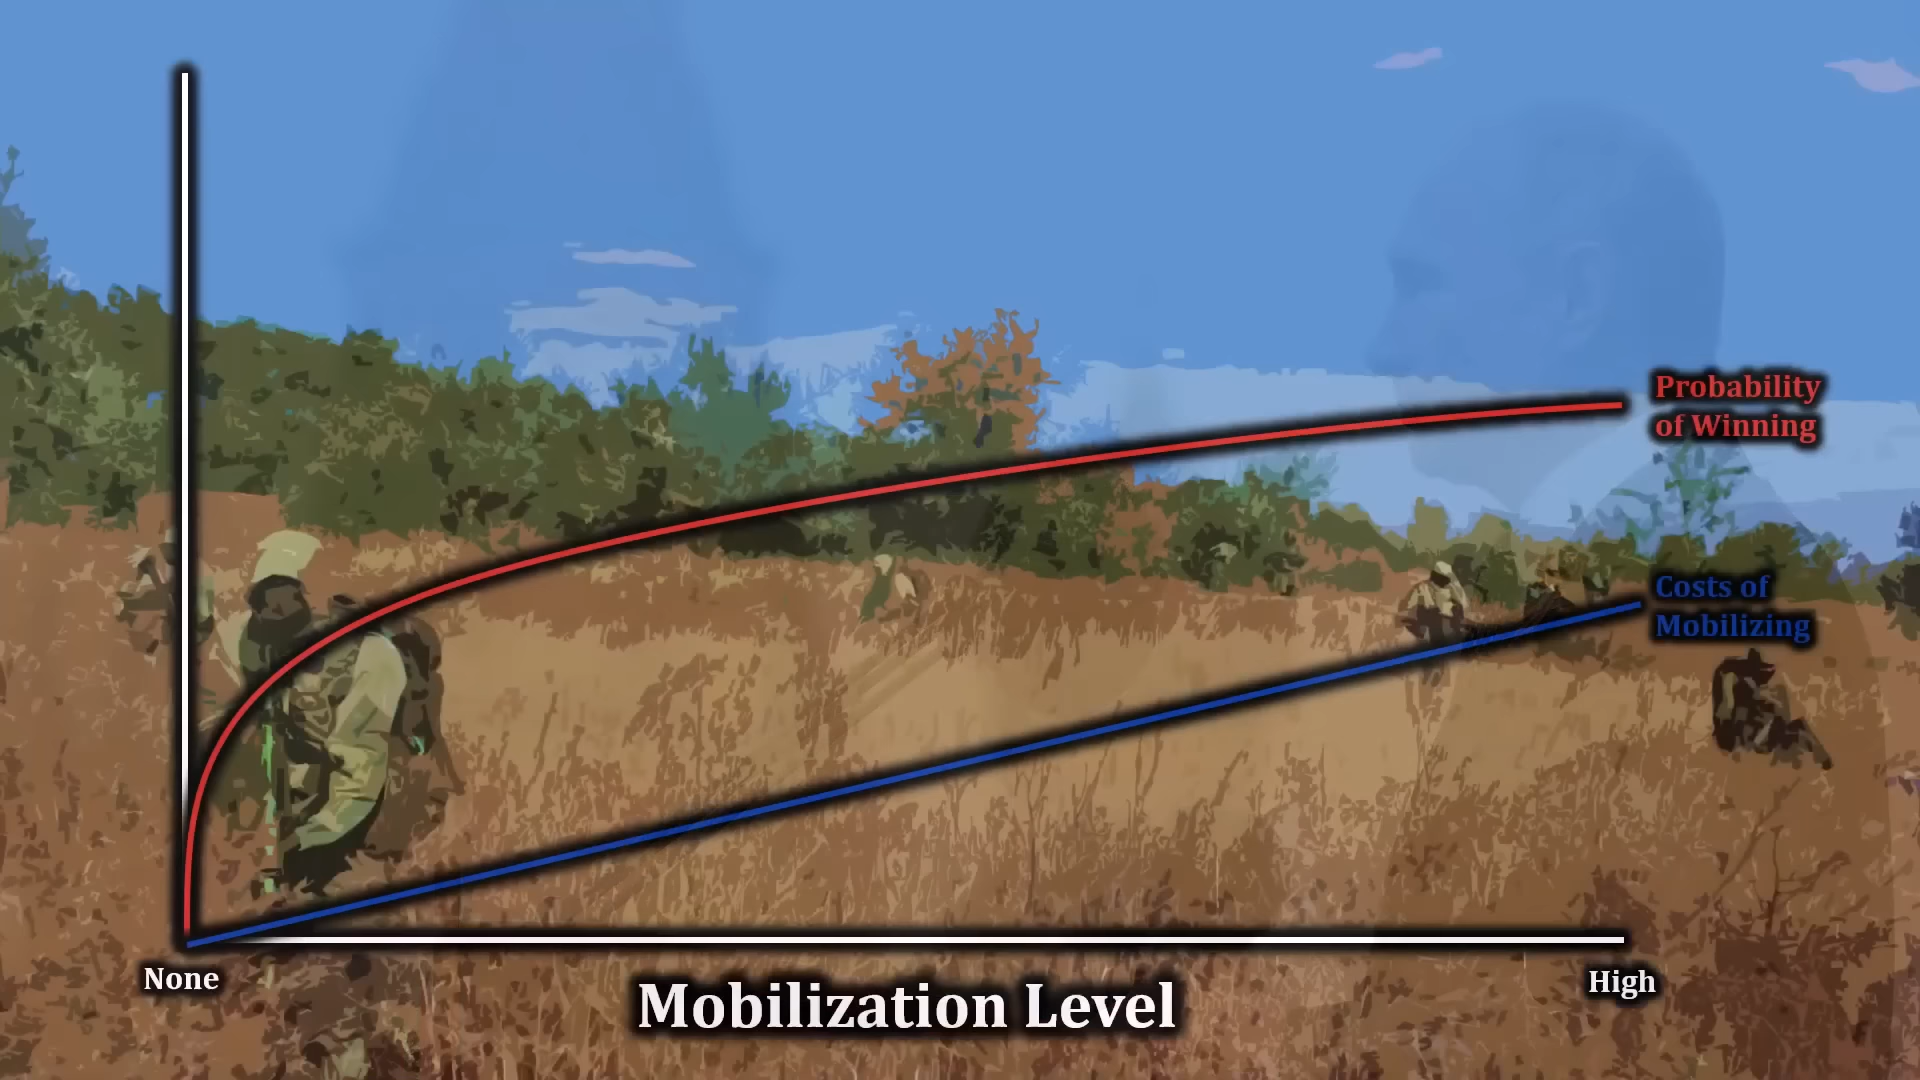 Probability
of Winning
Costs of
Mobilizing
None
High
Mobilization Level